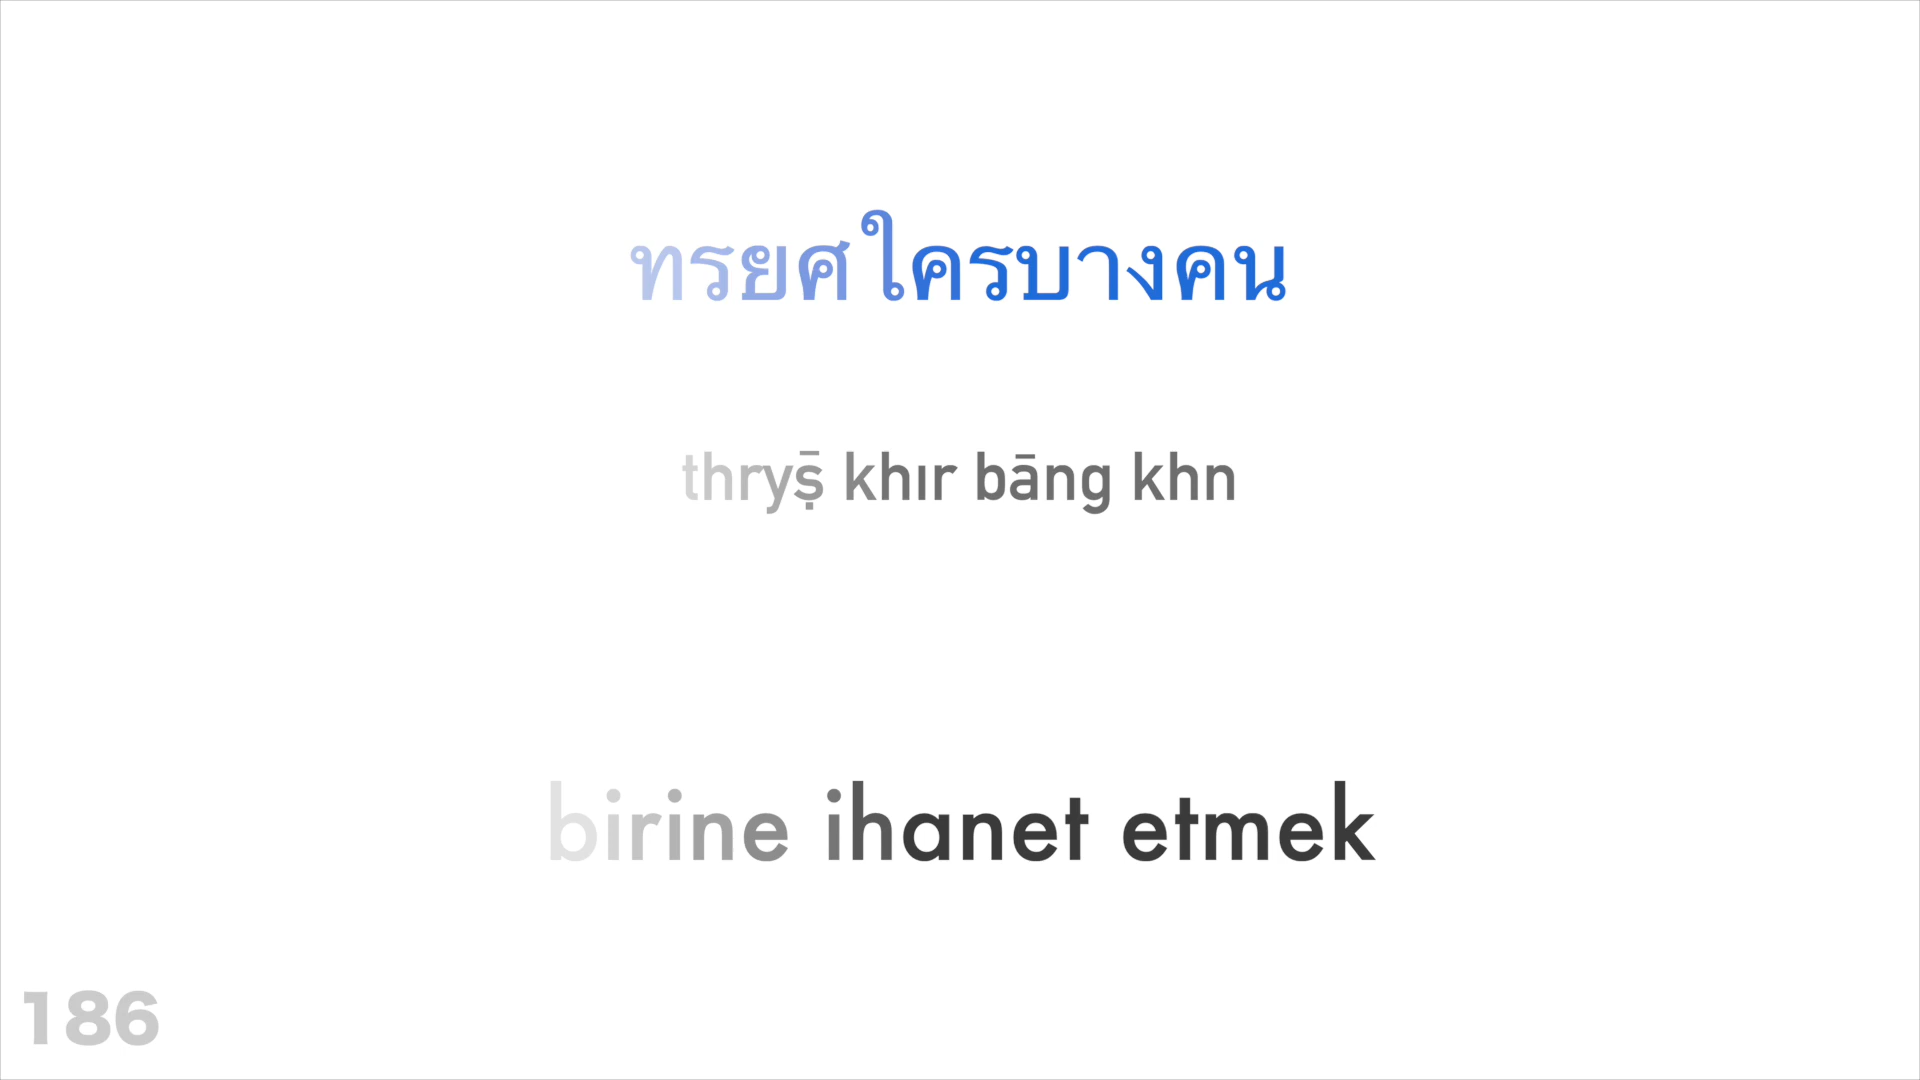 ทรยศใครบางคน
thryṣ̄ khır bāng khn
birine ihanet etmek
186